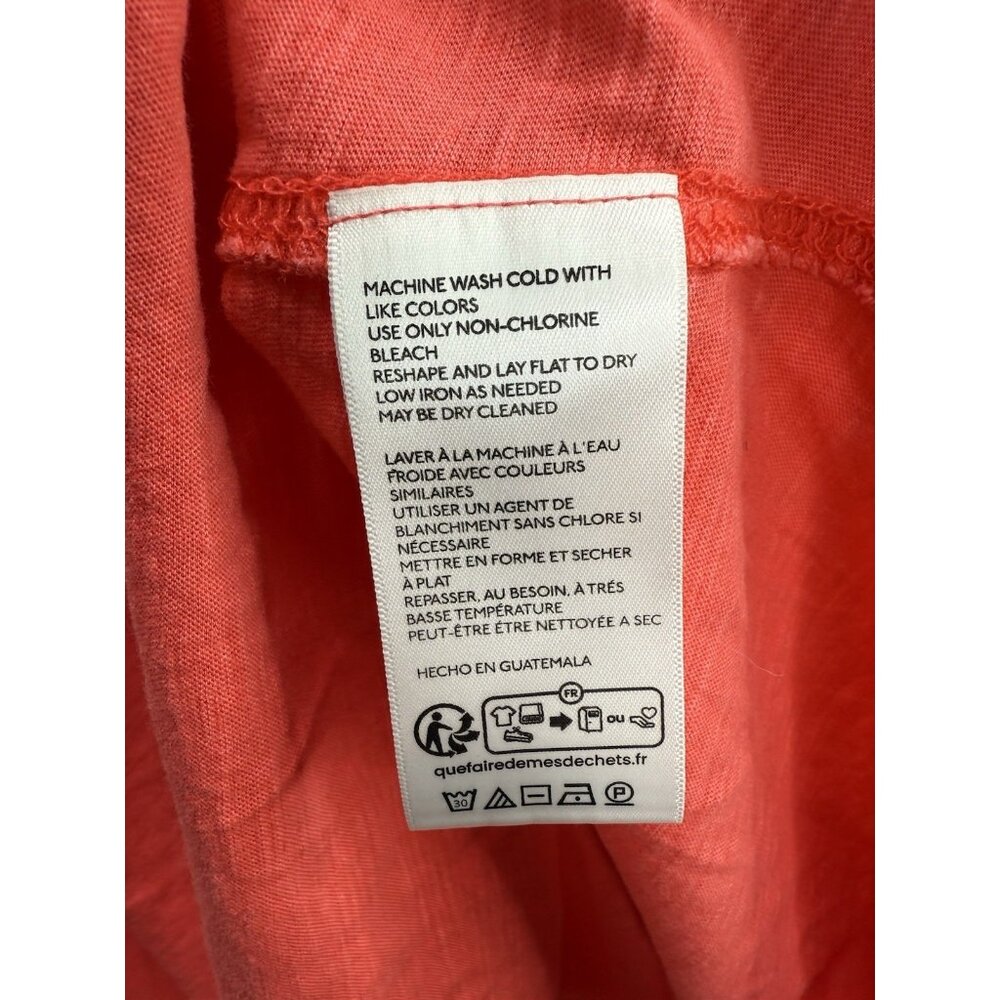 MACHINE WASH COLD WITH
LIKE COLORS
USE ONLY NON-CHLORINE
BLEACH
RESHAPE AND LAY FLAT TO DRY
LOW IRON AS NEEDED
MAY BE DRY CLEANED
LAVER À LA MACHINE À L'EAU
FROIDE AVEC COULEURS
SIMILAIRES
UTILISER UN AGENT DE
BLANCHIMENT SANS CHLORE SI
NÉCESSAIRE
METTRE EN FORME ET SECHER
À PLAT
REPASSER, AU BESOIN, À TRÉS
BASSE TEMPÉRATURE
PEUT-ÊTRE ÉTRE NETTOYÉE A SEC
HECHO EN GUATEMALA
FR
OU
quefairedemesdechets.fr
30 P